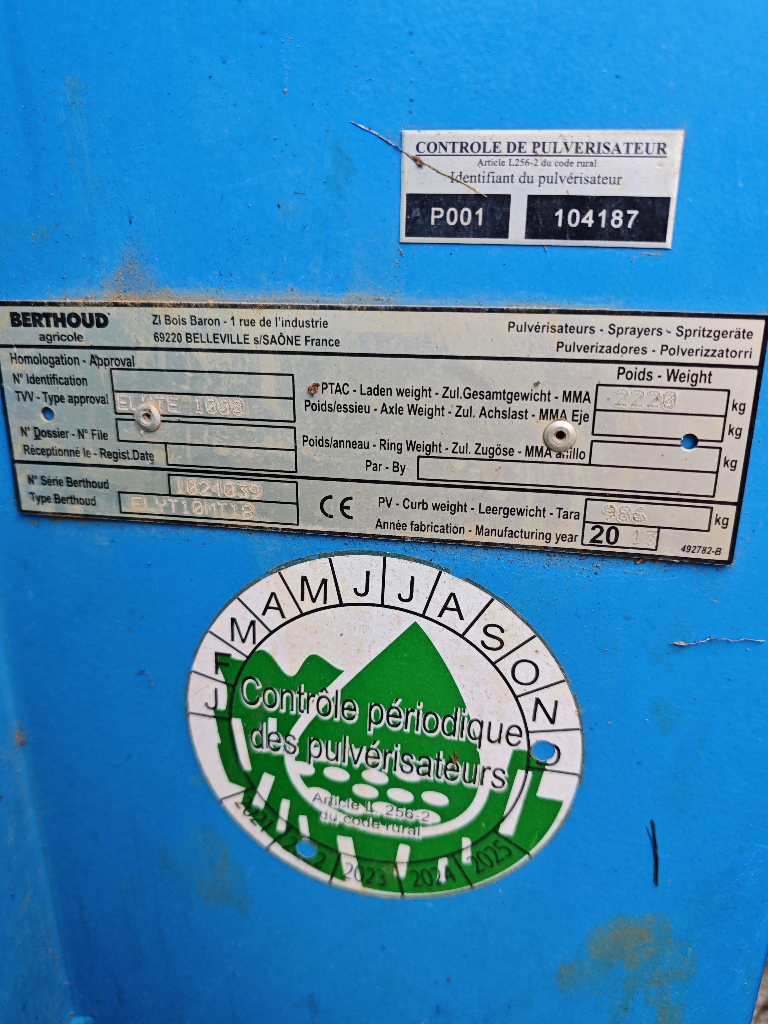 CONTROLE DE PULVERISATEUR
Article L256-2 du code rural
Identifiant du pulvérisateur
P001 104187
BERTHOUD
agricole
ZI Bois Baron - 1 rue de l'industrie
69220 BELLEVILLE s/SAÔNE France
Pulvérisateurs - Sprayers - Spritzgeräte
Pulverizadores - Polverizzatorri
Homologation - Approval
N° Identification
TVV - Type approval ELYTE 1000
N° Dossier - N° File
Réceptionné le - Regist.Date
Poids - Weight
PTAC - Laden weight - Zul.Gesamtgewicht - MMA 2220 kg
Poids/essieu - Axle Weight - Zul. Achslast - MMA Eje kg
Poids/anneau - Ring Weight - Zul. Zugöse - MMA anillo kg
Par - By
N° Série Berthoud 1024039
Type Berthoud ELYT10MT18
CE
PV - Curb weight - Leergewicht - Tara 986 kg
Année fabrication - Manufacturing year 20 13
492782-B
J F M A M J J A S O N D
Contrôle périodique
des pulvérisateurs
Article L 256-2
du code rural
2021 2023 2024 2025